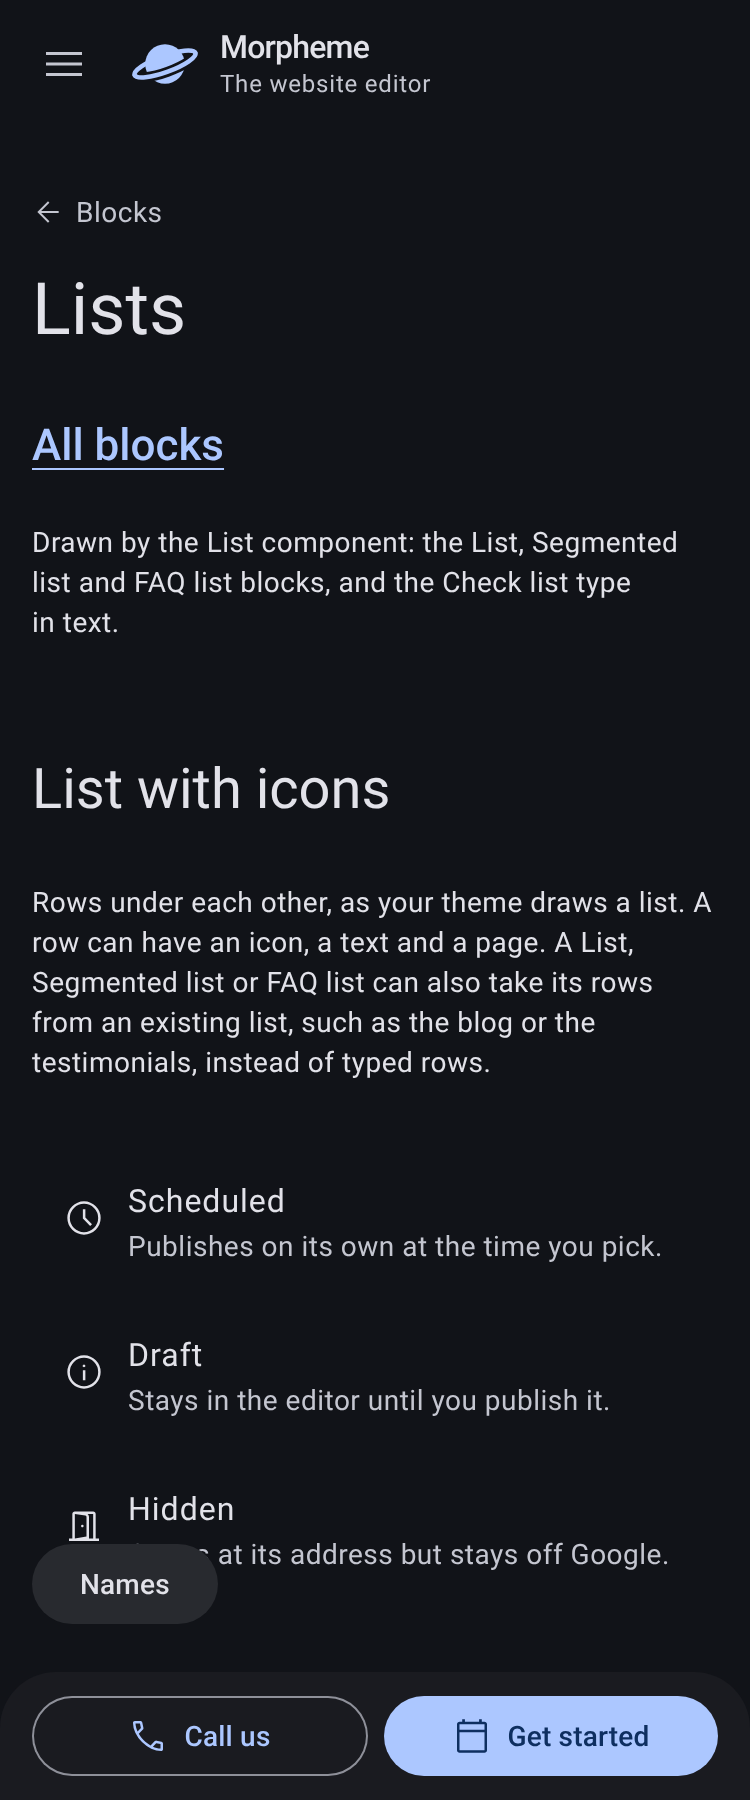 Morpheme
The website editor
Blocks
Lists
All blocks
Drawn by the List component: the List, Segmented
list and FAQ list blocks, and the Check list type
in text.
List with icons
Rows under each other, as your theme draws a list. A
row can have an icon, a text and a page. A List,
Segmented list or FAQ list can also take its rows
from an existing list, such as the blog or the
testimonials, instead of typed rows.
Scheduled
Publishes on its own at the time you pick.
Draft
Stays in the editor until you publish it.
Hidden
at its address but stays off Google.
Names
Call us
Get started